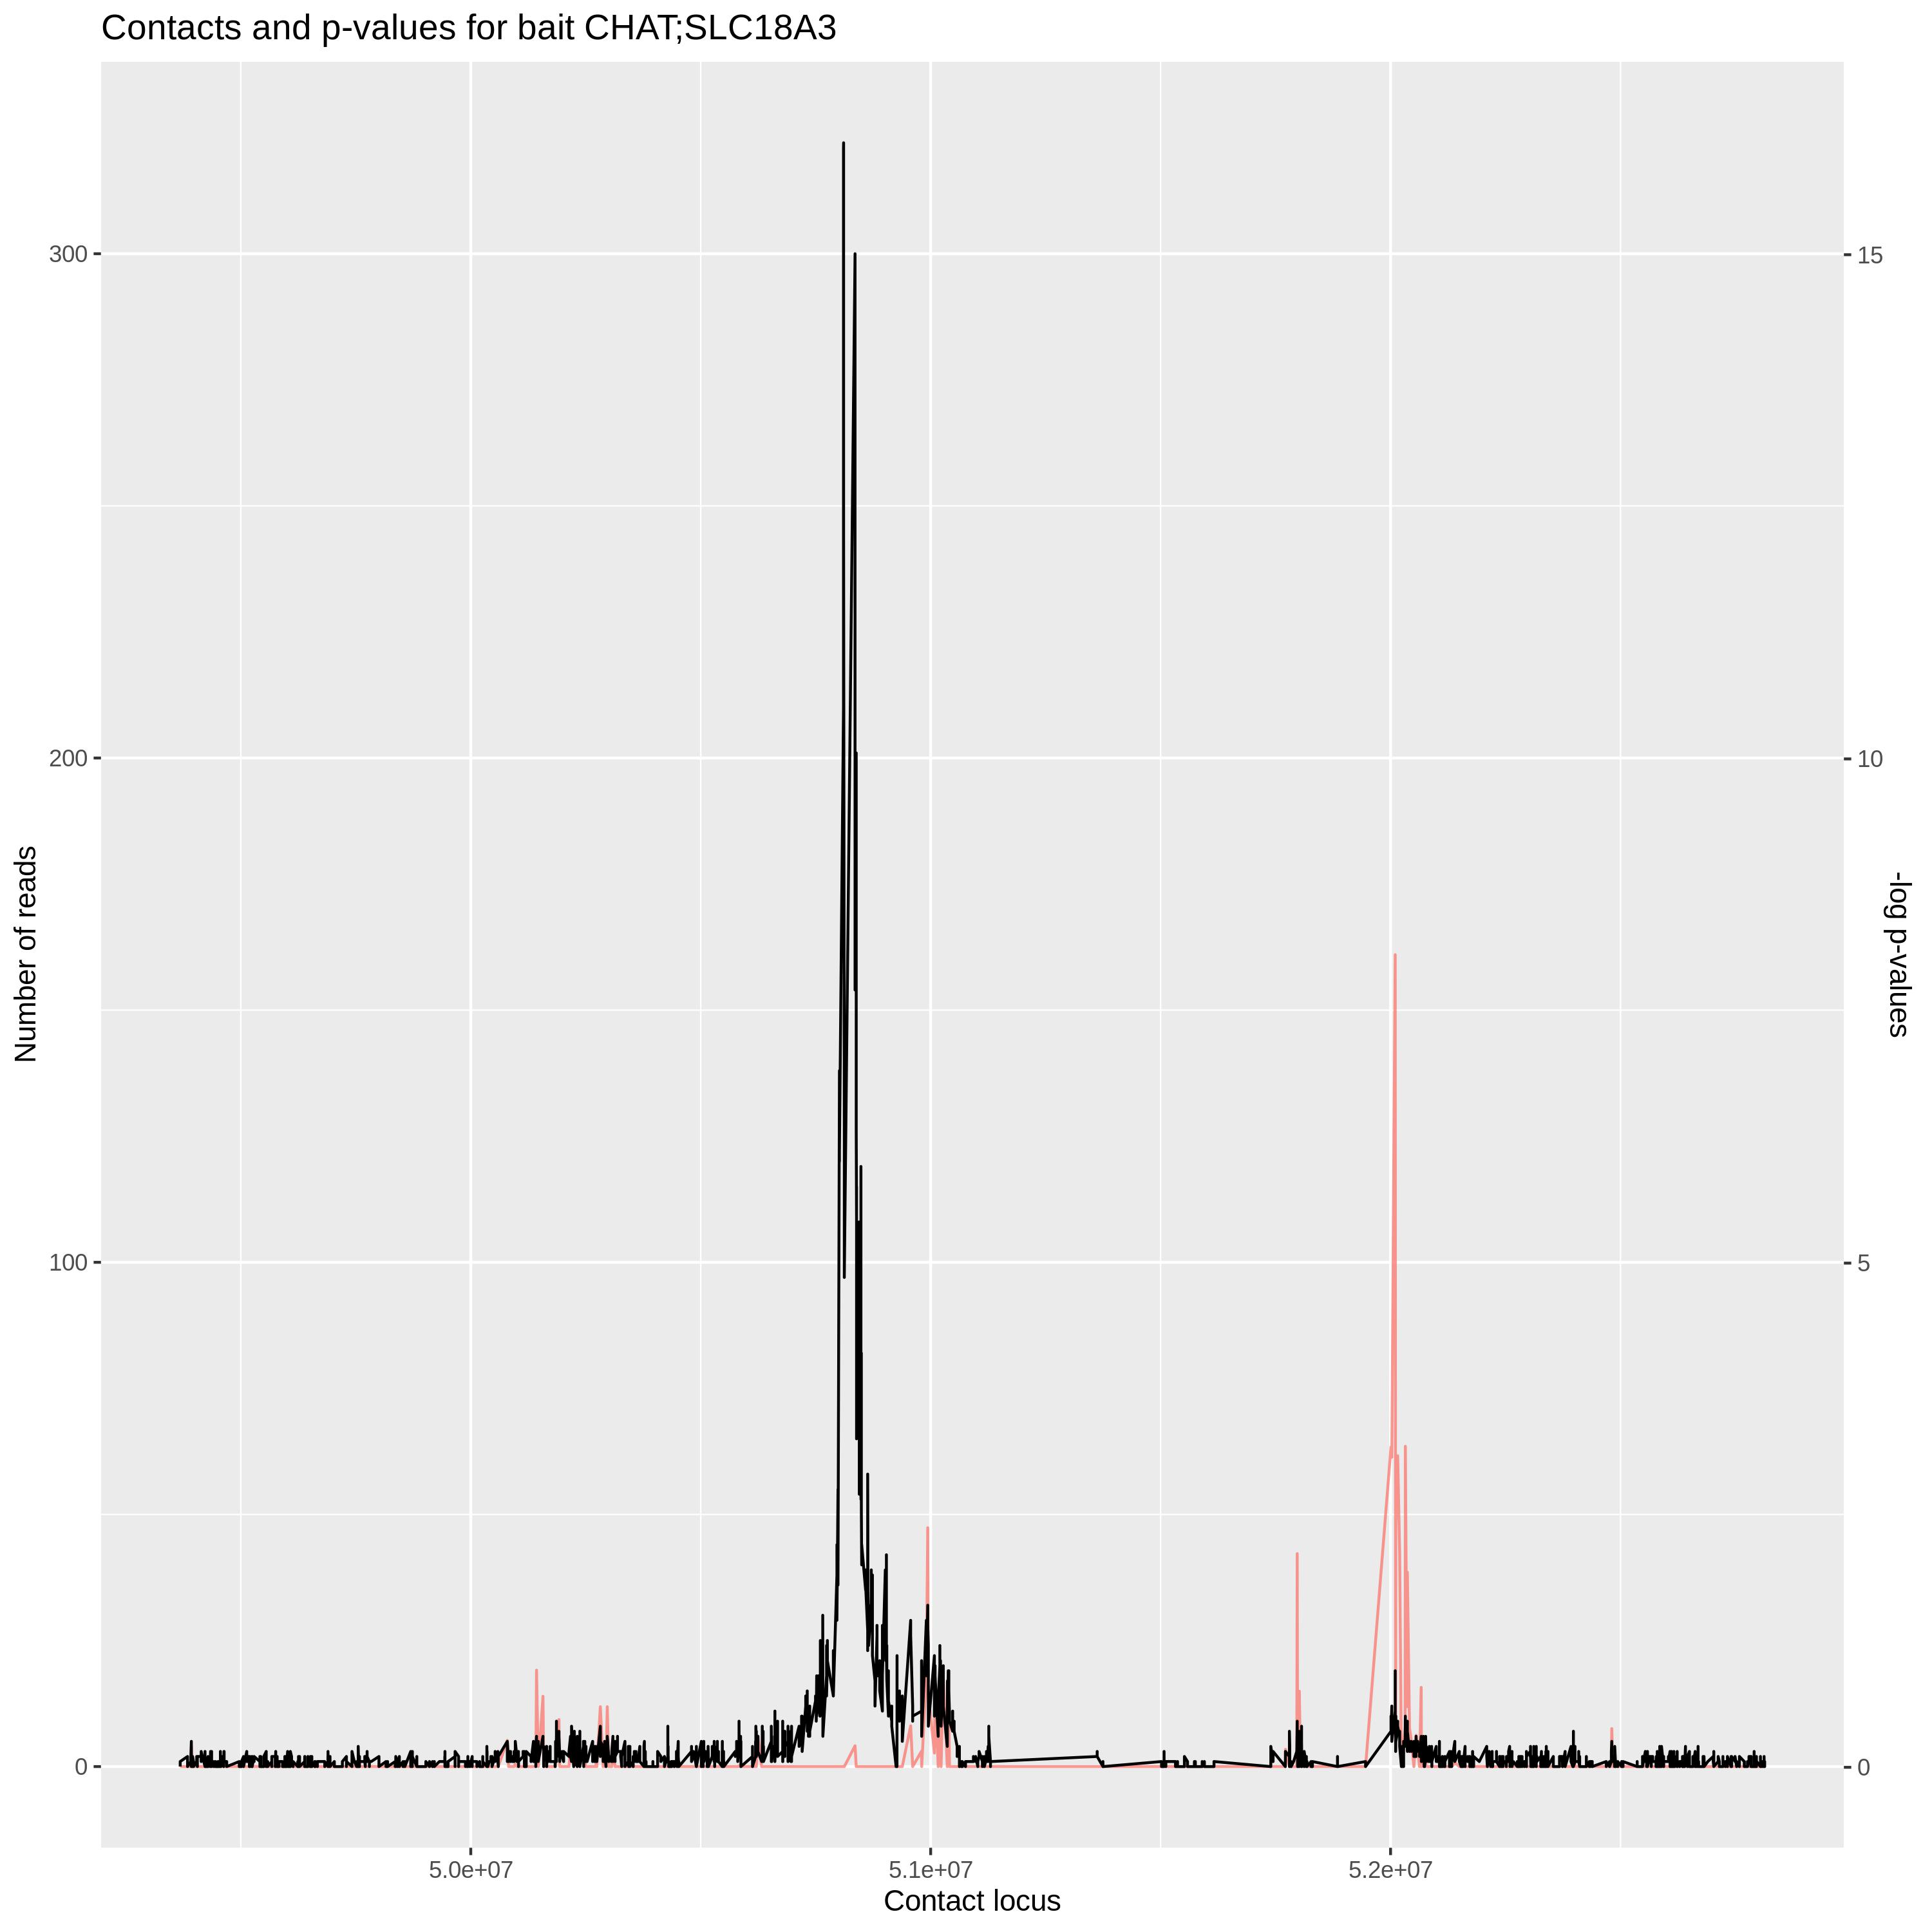 Contacts and p-values for bait CHAT;SLC18A3
300
200
100
0
Number of reads
15
10
5
0
-log p-values
5.0e+07
5.1e+07
5.2e+07
Contact locus